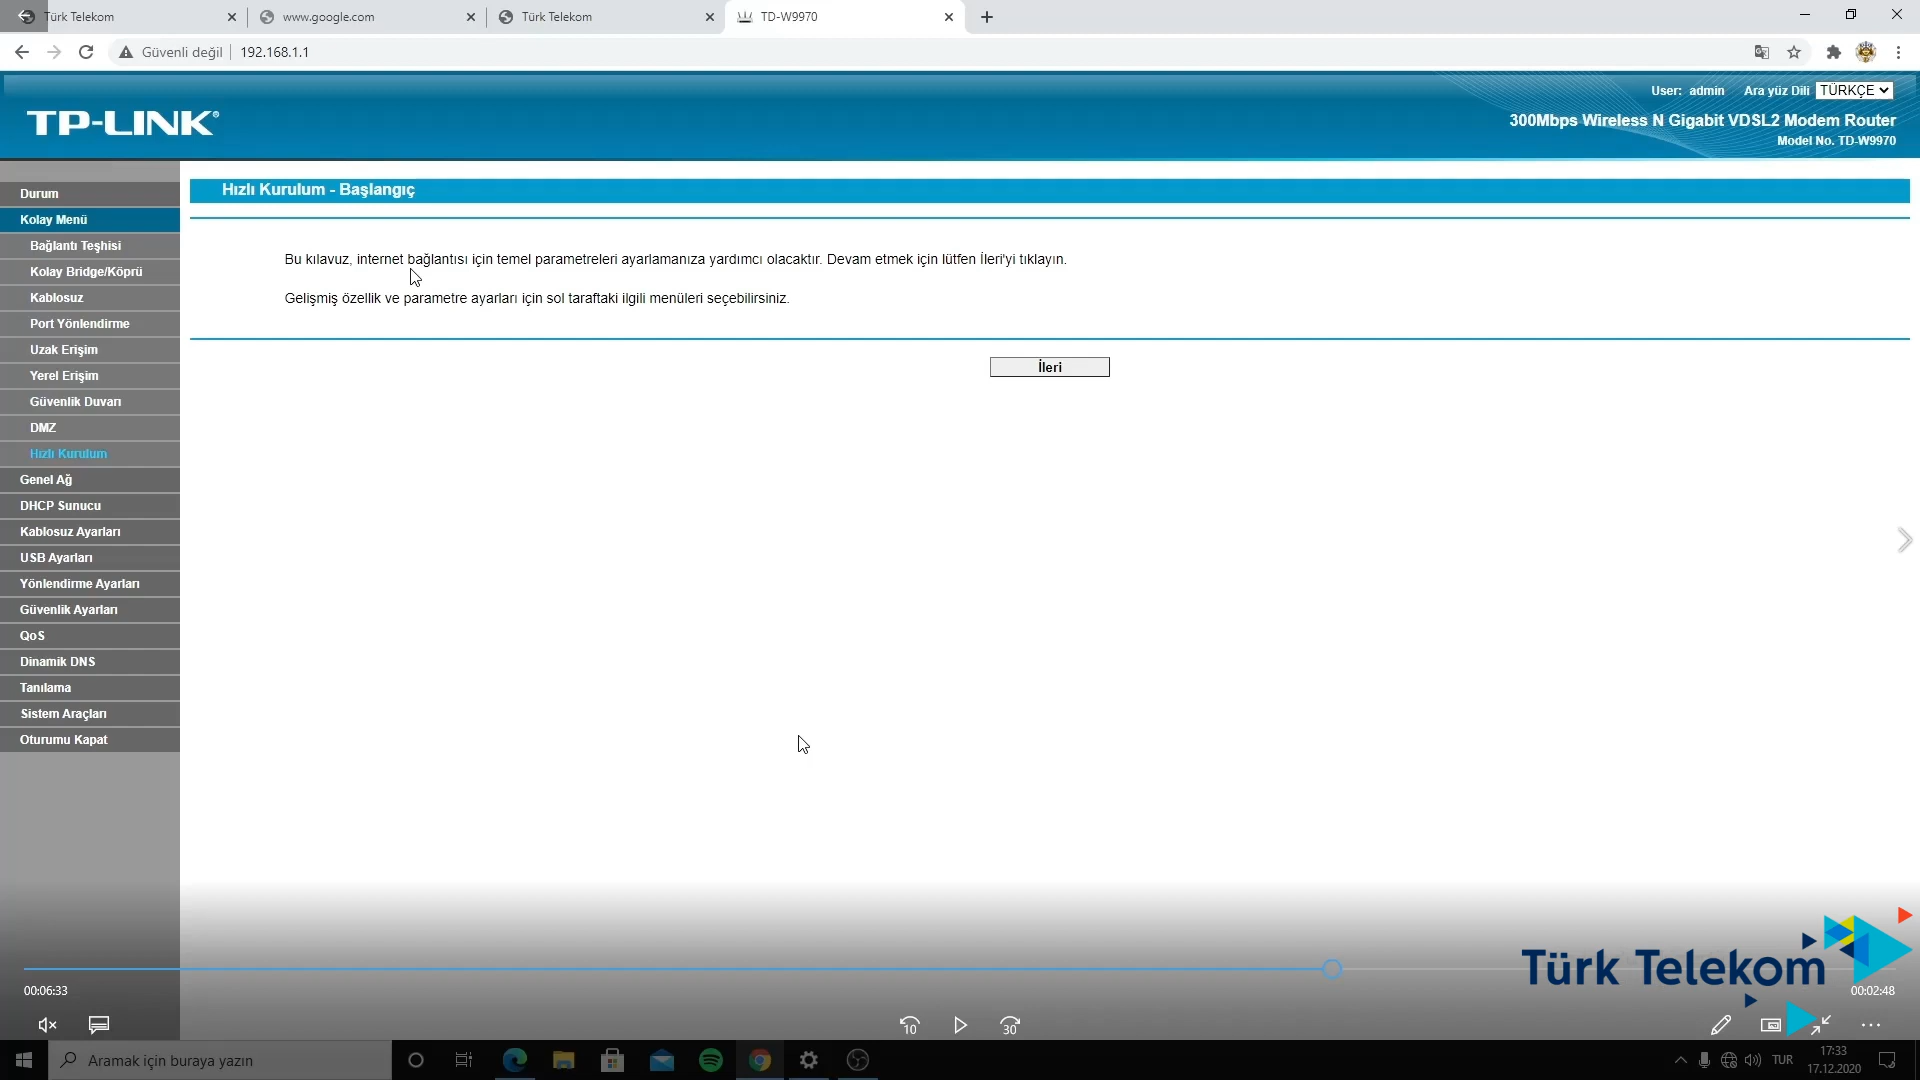 Türk Telekom
www.google.com
Türk Telekom
TD-W9970
Güvenli değil
192.168.1.1
User: admin
Ara yüz Dili
TÜRKÇE
TP-LINK®
300Mbps Wireless N Gigabit VDSL2 Modem Router
Model No. TD-W9970
Durum
Kolay Menü
Bağlantı Teşhisi
Kolay Bridge/Köprü
Kablosuz
Port Yönlendirme
Uzak Erişim
Yerel Erişim
Güvenlik Duvarı
DMZ
Hızlı Kurulum
Genel Ağ
DHCP Sunucu
Kablosuz Ayarları
USB Ayarları
Yönlendirme Ayarları
Güvenlik Ayarları
QoS
Dinamik DNS
Tanılama
Sistem Araçları
Oturumu Kapat
Hızlı Kurulum - Başlangıç
Bu kılavuz, internet bağlantısı için temel parametreleri ayarlamanıza yardımcı olacaktır. Devam etmek için lütfen İleri'yi tıklayın.
Gelişmiş özellik ve parametre ayarları için sol taraftaki ilgili menüleri seçebilirsiniz.
İleri
Türk Telekom
00:06:33
00:02:48
10
30
Aramak için buraya yazın
TUR
17:33
17.12.2020